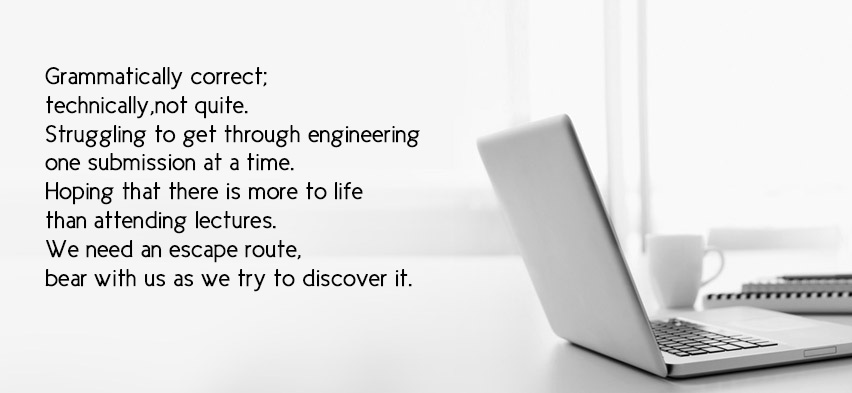 Grammatically correct;
technically,not quite.
Struggling to get through engineering
one submission at a time.
Hoping that there is more to life
than attending lectures.
We need an escape route,
bear with us as we try to discover it.